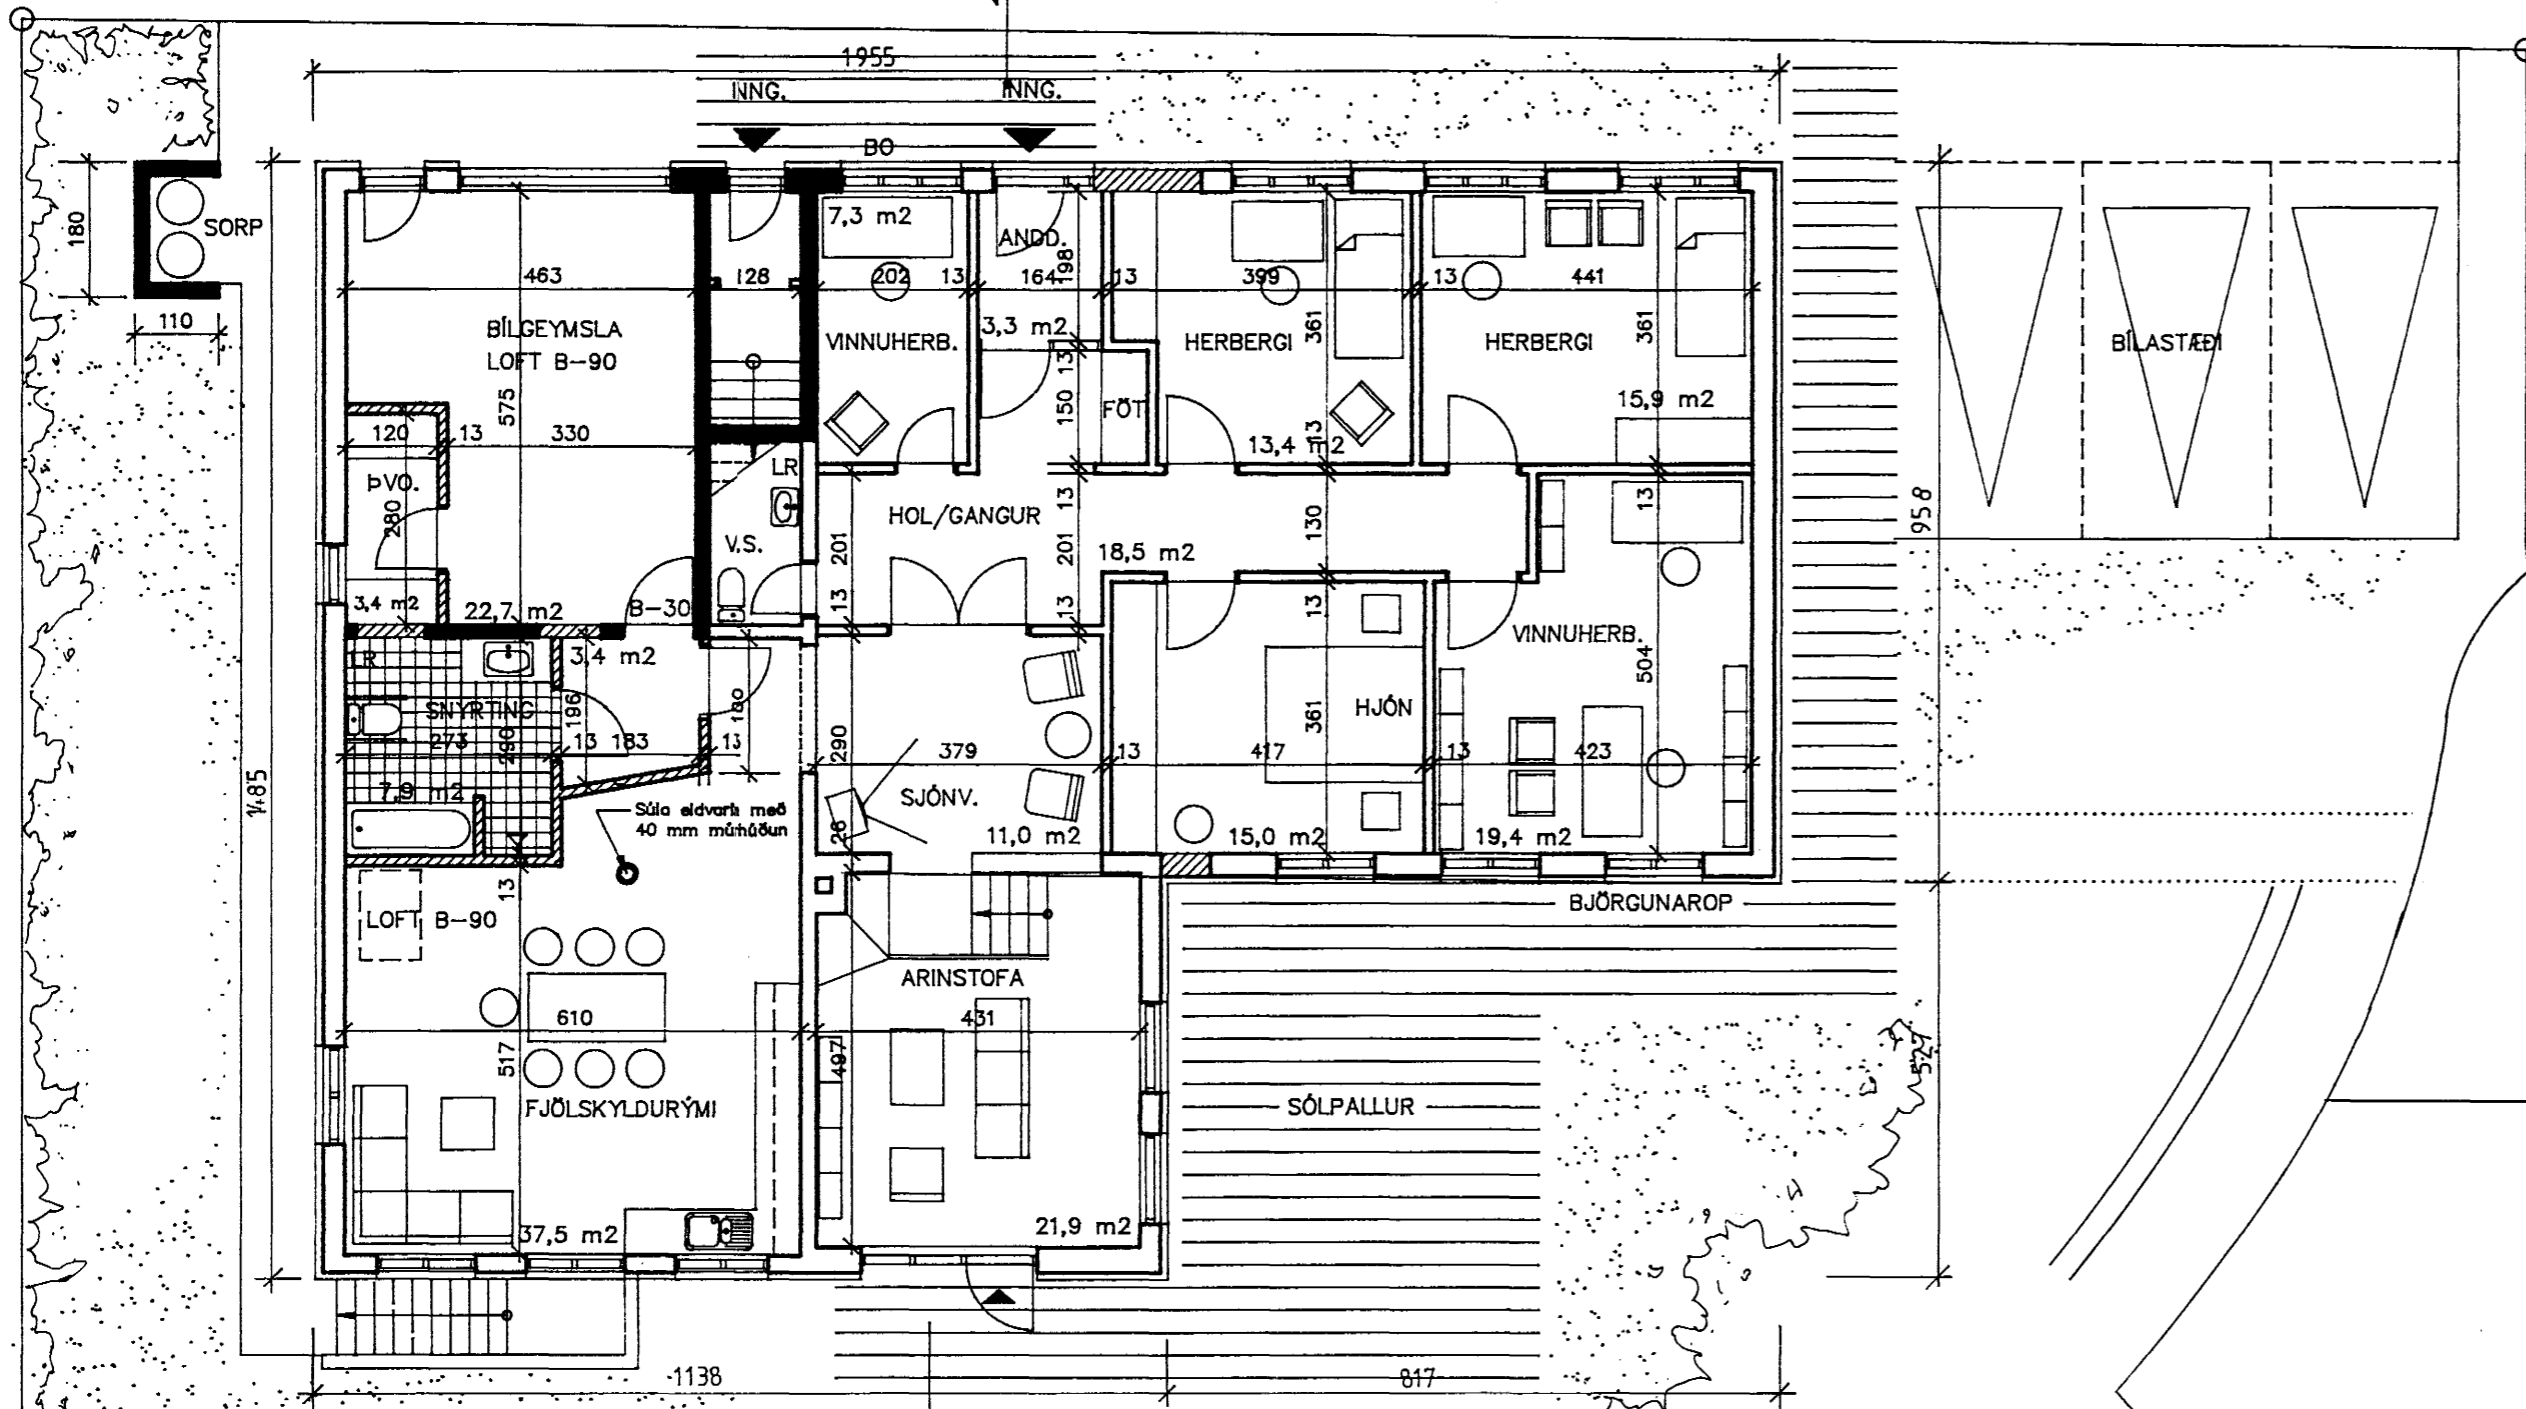 1955
INNG.
INNG.
BO
7,3 m2
ANDD.
198
180
SORP
463
128
202
13
164
13
399
13
441
110
BÍLGEYMSLA
LOFT B-90
VINNUHERB.
3,3 m2
HERBERGI
361
HERBERGI
361
BÍLASTÆÐI
575
13
150
FÖT
15,9 m2
120
13
330
13,4 m2
13
ÞVO.
280
LR
V.S.
HOL/GANGUR
201
13
201
18,5 m2
130
13
958
3,4 m2
22,7 m2
B-30
13
13
13
VINNUHERB.
504
LR
3,4 m2
SNYRTING
196
180
290
273
290
13
183
13
379
13
361
417
HJÓN
13
423
1485
7,9 m2
Súla eldvarin með
40 mm múrhúðun
SJÓNV.
26
11,0 m2
15,0 m2
19,4 m2
13
LOFT B-90
BJÖRGUNAROP
ARINSTOFA
610
431
517
497
527
FJÖLSKYLDURÝMI
SÓLPALLUR
37,5 m2
21,9 m2
1138
817